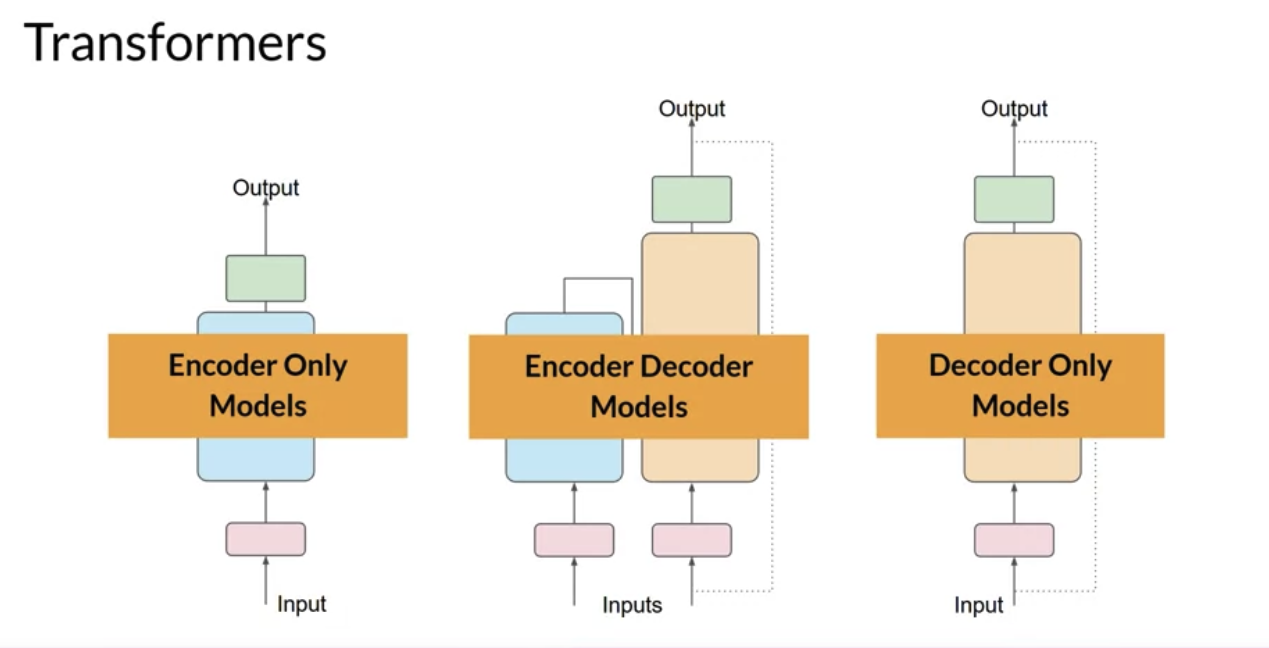 Transformers
Output
Encoder Only
Models
Input
Output
Encoder Decoder
Models
Inputs
Output
Decoder Only
Models
Input